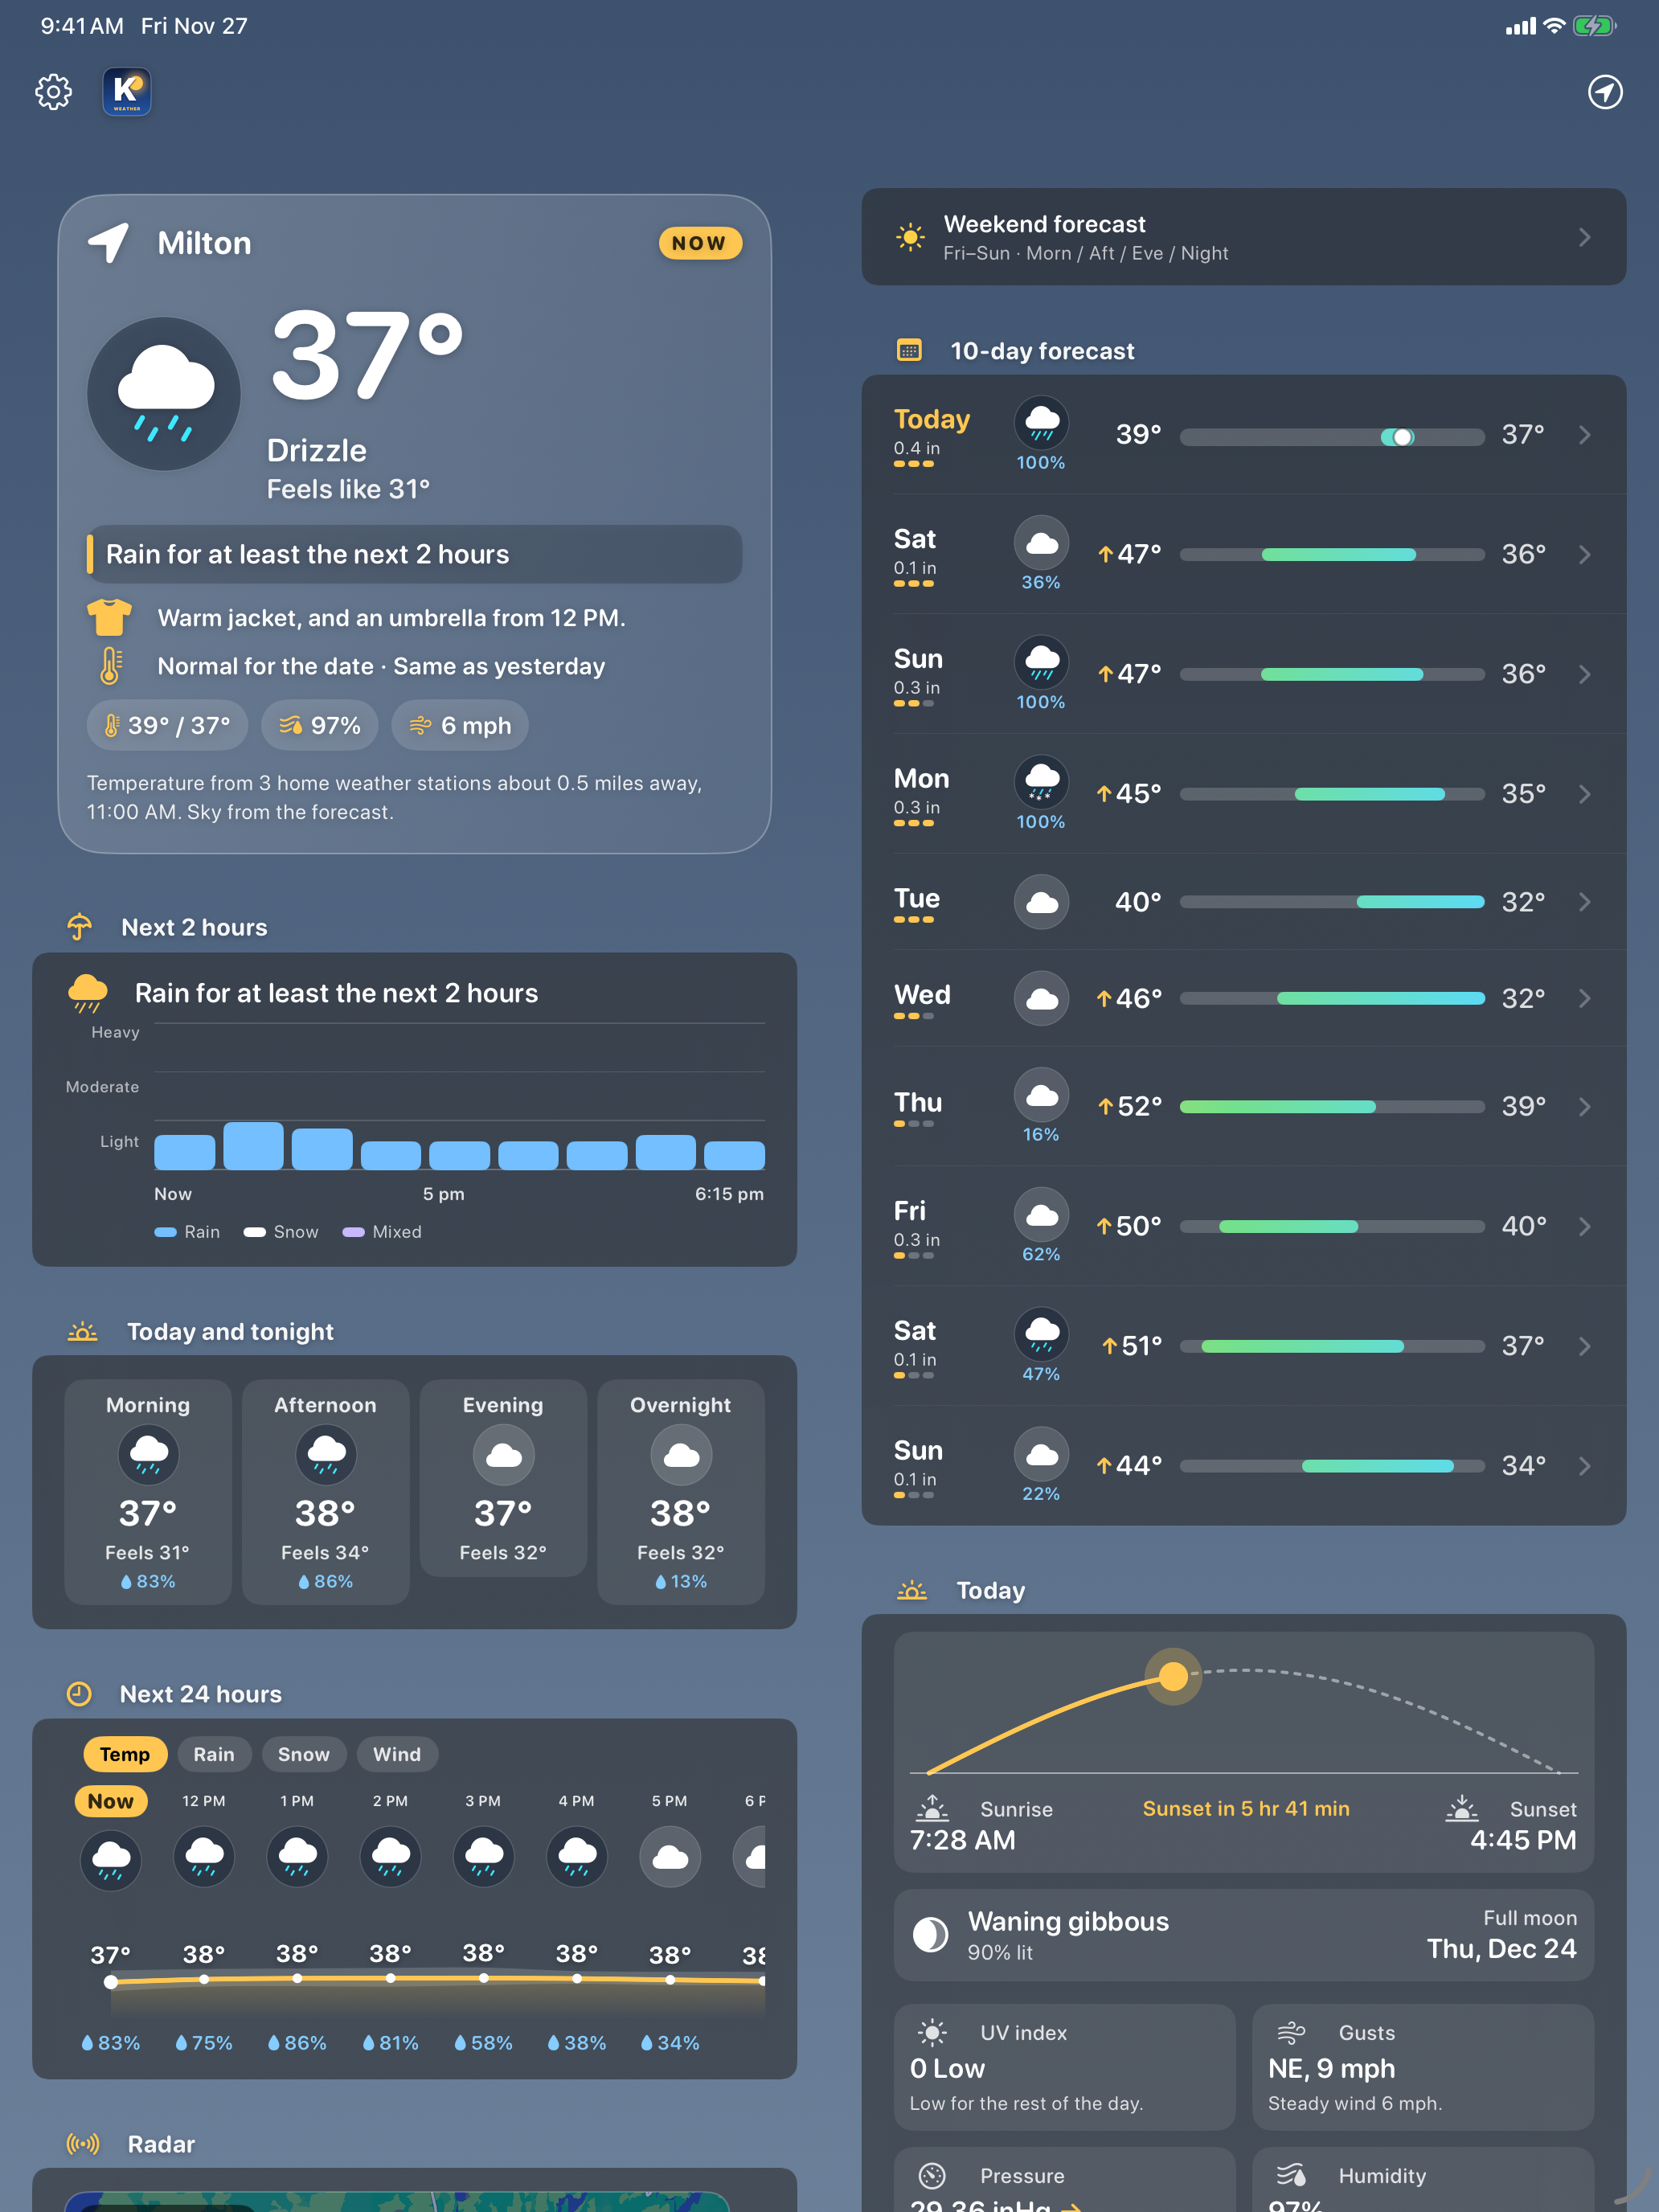 9:41 AM Fri Nov 27
K
WEATHER
Milton
NOW
37°
Drizzle
Feels like 31°
Rain for at least the next 2 hours
Warm jacket, and an umbrella from 12 PM.
Normal for the date · Same as yesterday
39° / 37°
97%
6 mph
Temperature from 3 home weather stations about 0.5 miles away,
11:00 AM. Sky from the forecast.
Next 2 hours
Rain for at least the next 2 hours
Heavy
Moderate
Light
Now 5 pm 6:15 pm
Rain Snow Mixed
Today and tonight
Morning
37°
Feels 31°
83%
Afternoon
38°
Feels 34°
86%
Evening
37°
Feels 32°
Overnight
38°
Feels 32°
13%
Next 24 hours
Temp Rain Snow Wind
Now 12 PM 1 PM 2 PM 3 PM 4 PM 5 PM 6 P
37° 38° 38° 38° 38° 38° 38° 38
83% 75% 86% 81% 58% 38% 34%
Radar
Weekend forecast
Fri–Sun · Morn / Aft / Eve / Night
10-day forecast
Today
0.4 in
100%
39° 37°
Sat
0.1 in
36%
47° 36°
Sun
0.3 in
100%
47° 36°
Mon
0.3 in
100%
45° 35°
Tue
40° 32°
Wed
46° 32°
Thu
16%
52° 39°
Fri
0.3 in
62%
50° 40°
Sat
0.1 in
47%
51° 37°
Sun
0.1 in
22%
44° 34°
Today
Sunrise
7:28 AM
Sunset in 5 hr 41 min
Sunset
4:45 PM
Waning gibbous
90% lit
Full moon
Thu, Dec 24
UV index
0 Low
Low for the rest of the day.
Gusts
NE, 9 mph
Steady wind 6 mph.
Pressure
29.36 inHg
Humidity
97%